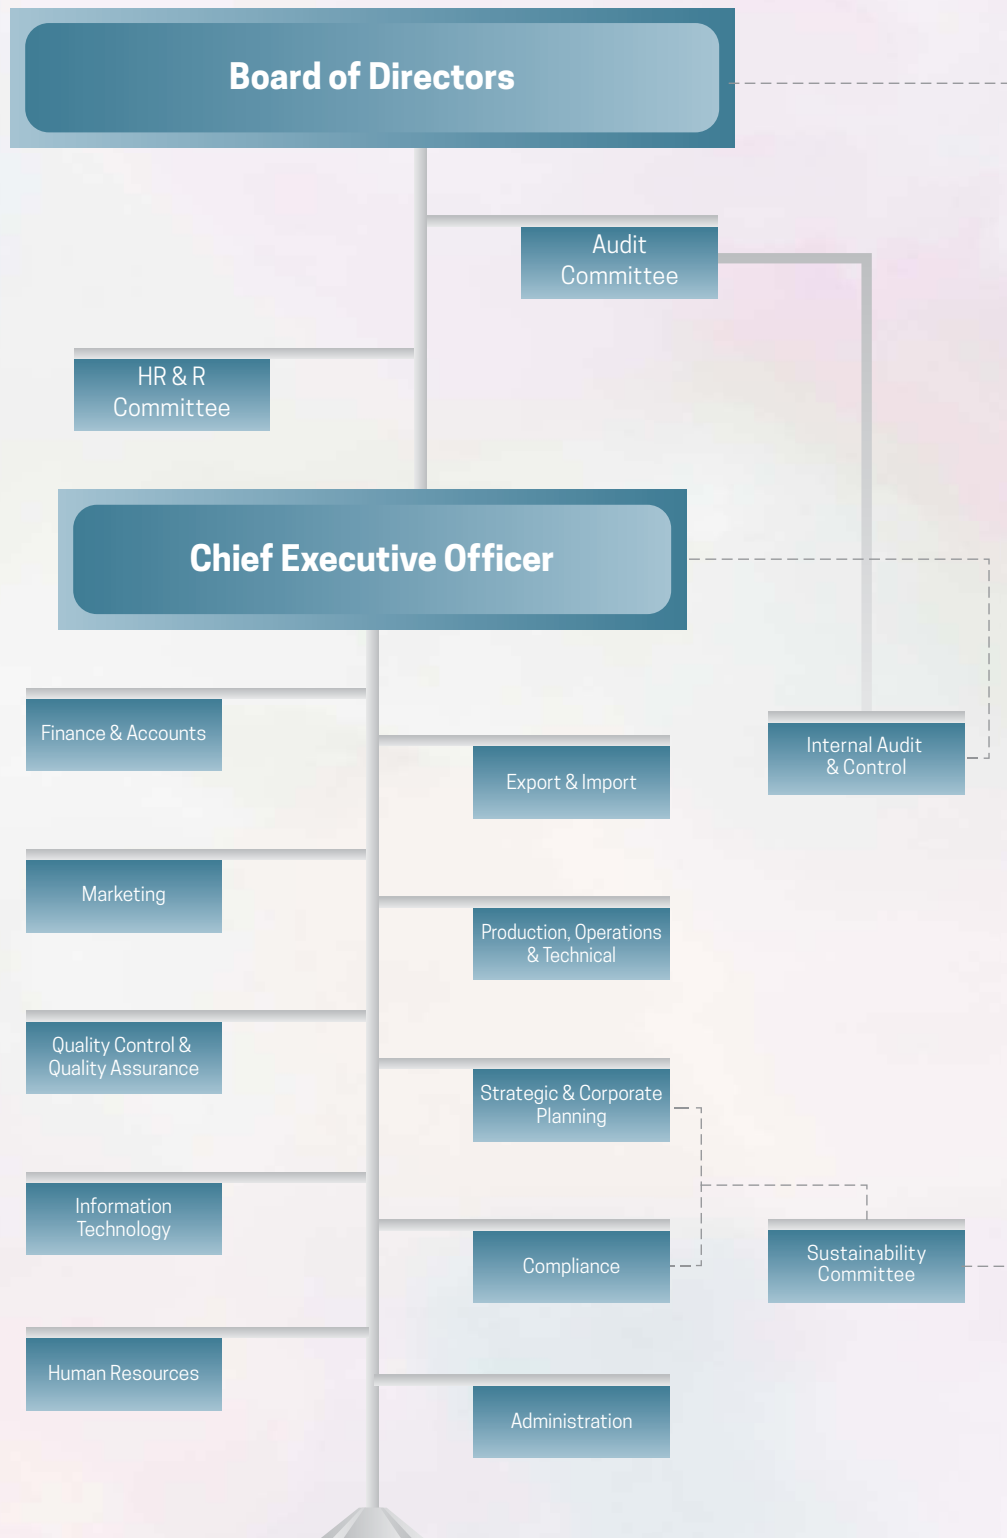 Board of Directors
Audit
Committee
HR & R
Committee
Chief Executive Officer
Finance & Accounts
Export & Import
Internal Audit
& Control
Marketing
Production, Operations
& Technical
Quality Control &
Quality Assurance
Strategic & Corporate
Planning
Information
Technology
Compliance
Sustainability
Committee
Human Resources
Administration